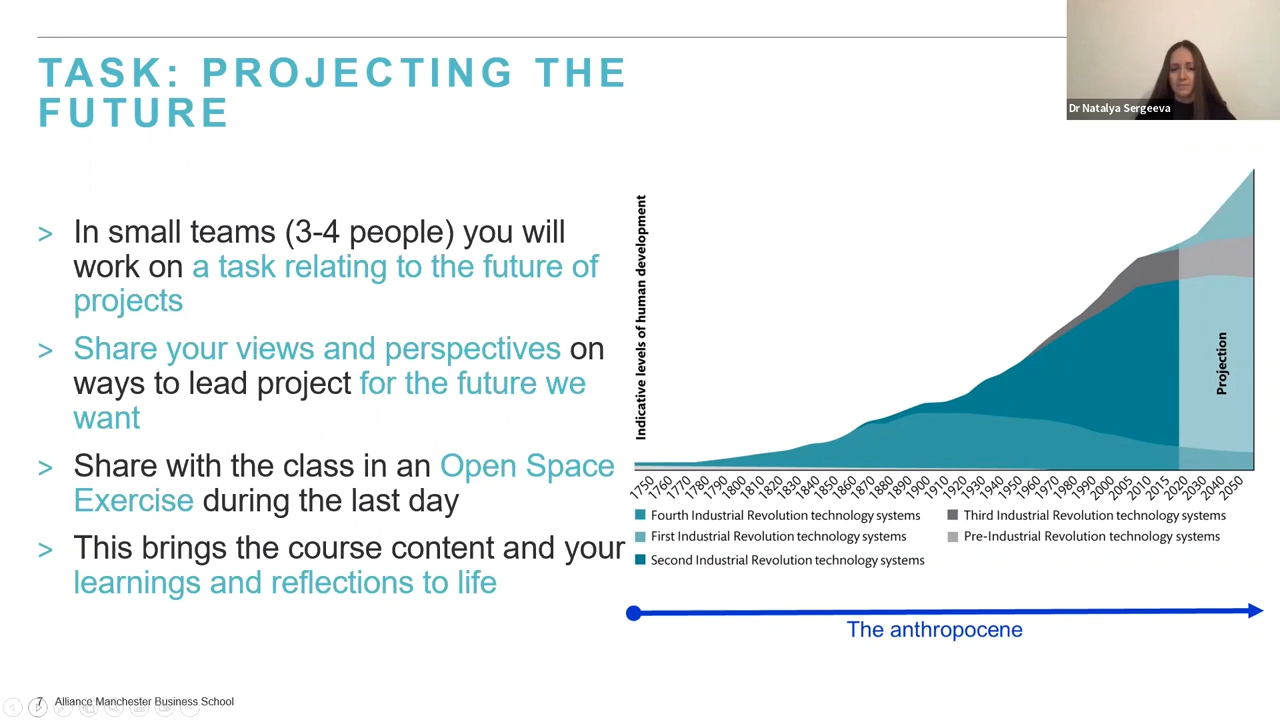 TASK: PROJECTING THE
FUTURE
Dr Natalya Sergeeva
> In small teams (3-4 people) you will
work on a task relating to the future of
projects
> Share your views and perspectives on
ways to lead project for the future we
want
> Share with the class in an Open Space
Exercise during the last day
> This brings the course content and your
learnings and reflections to life
Indicative levels of human development
Projection
1750 1760 1770 1780 1790 1800 1810 1820 1830 1840 1850 1860 1870 1880 1890 1900 1910 1920 1930 1940 1950 1960 1970 1980 1990 2000 2010 2015 2020 2030 2040 2050
Fourth Industrial Revolution technology systems
Third Industrial Revolution technology systems
First Industrial Revolution technology systems
Pre-Industrial Revolution technology systems
Second Industrial Revolution technology systems
The anthropocene
7 Alliance Manchester Business School